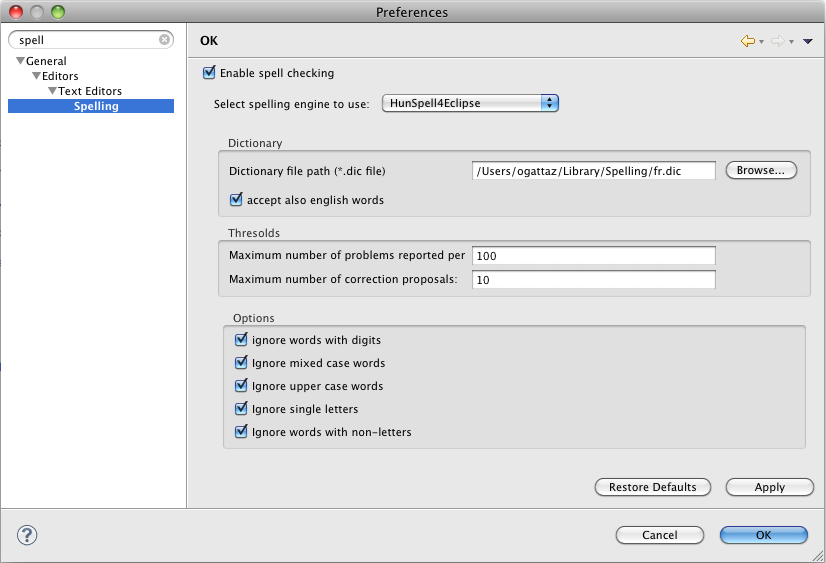 Preferences
spell
OK
General
Editors
Text Editors
Spelling
Enable spell checking
Select spelling engine to use: HunSpell4Eclipse
Dictionary
Dictionary file path (*.dic file) /Users/ogattaz/Library/Spelling/fr.dic Browse...
accept also english words
Thresolds
Maximum number of problems reported per 100
Maximum number of correction proposals: 10
Options
ignore words with digits
Ignore mixed case words
Ignore upper case words
Ignore single letters
Ignore words with non-letters
Restore Defaults Apply
? Cancel OK